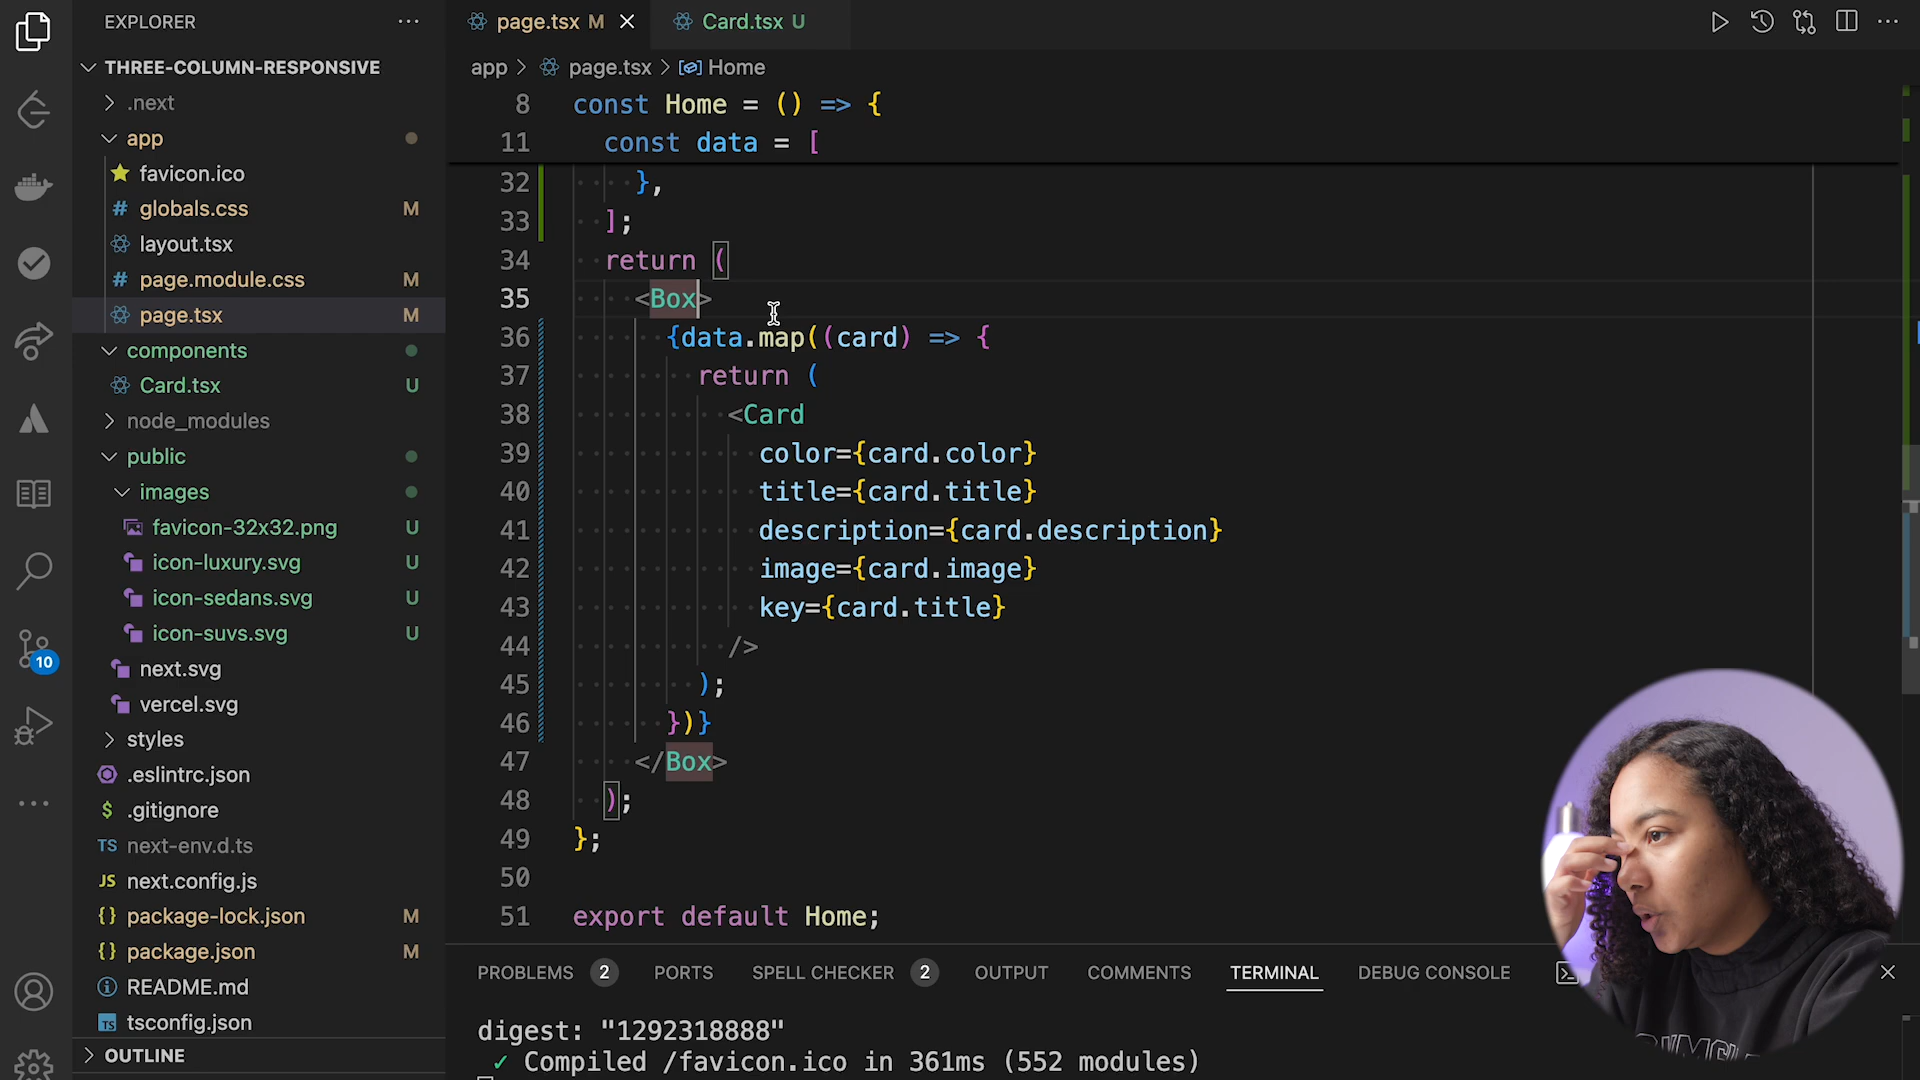 EXPLORER
THREE-COLUMN-RESPONSIVE
.next
app
favicon.ico
globals.css M
layout.tsx
page.module.css M
page.tsx M
components
Card.tsx U
node_modules
public
images
favicon-32x32.png U
icon-luxury.svg U
icon-sedans.svg U
icon-suvs.svg U
next.svg
vercel.svg
styles
.eslintrc.json
$ .gitignore
TS next-env.d.ts
JS next.config.js
{} package-lock.json M
{} package.json M
README.md
TS tsconfig.json
OUTLINE
10
page.tsx M
Card.tsx U
app > page.tsx > Home
8 const Home = () => {
11 const data = [
32 },
33 ];
34 return (
35 <Box>
36 {data.map((card) => {
37 return (
38 <Card
39 color={card.color}
40 title={card.title}
41 description={card.description}
42 image={card.image}
43 key={card.title}
44 />
45 );
46 })}
47 </Box>
48 );
49 };
50
51 export default Home;
PROBLEMS 2 PORTS SPELL CHECKER 2 OUTPUT COMMENTS TERMINAL DEBUG CONSOLE
digest: "1292318888"
✓ Compiled /favicon.ico in 361ms (552 modules)